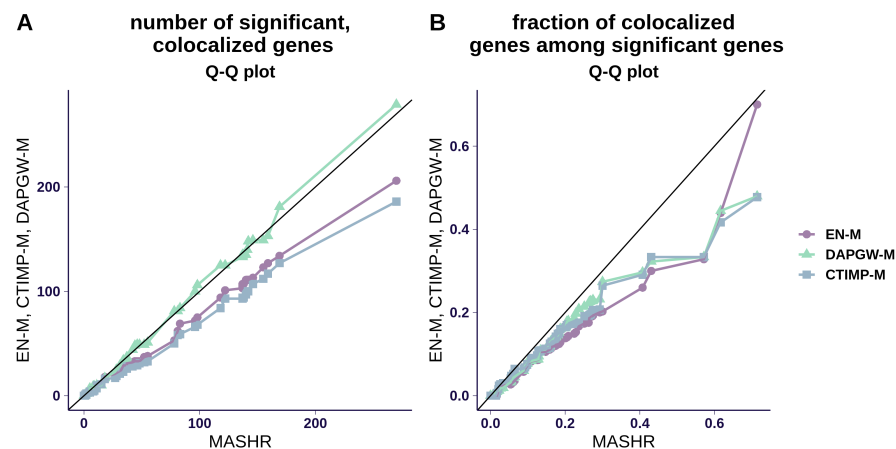 A
number of significant,
colocalized genes
Q-Q plot
EN-M, CTIMP-M, DAPGW-M
200
100
0
0
100
200
MASHR
B
fraction of colocalized
genes among significant genes
Q-Q plot
EN-M, CTIMP-M, DAPGW-M
0.6
0.4
0.2
0.0
0.0
0.2
0.4
0.6
MASHR
EN-M
DAPGW-M
CTIMP-M